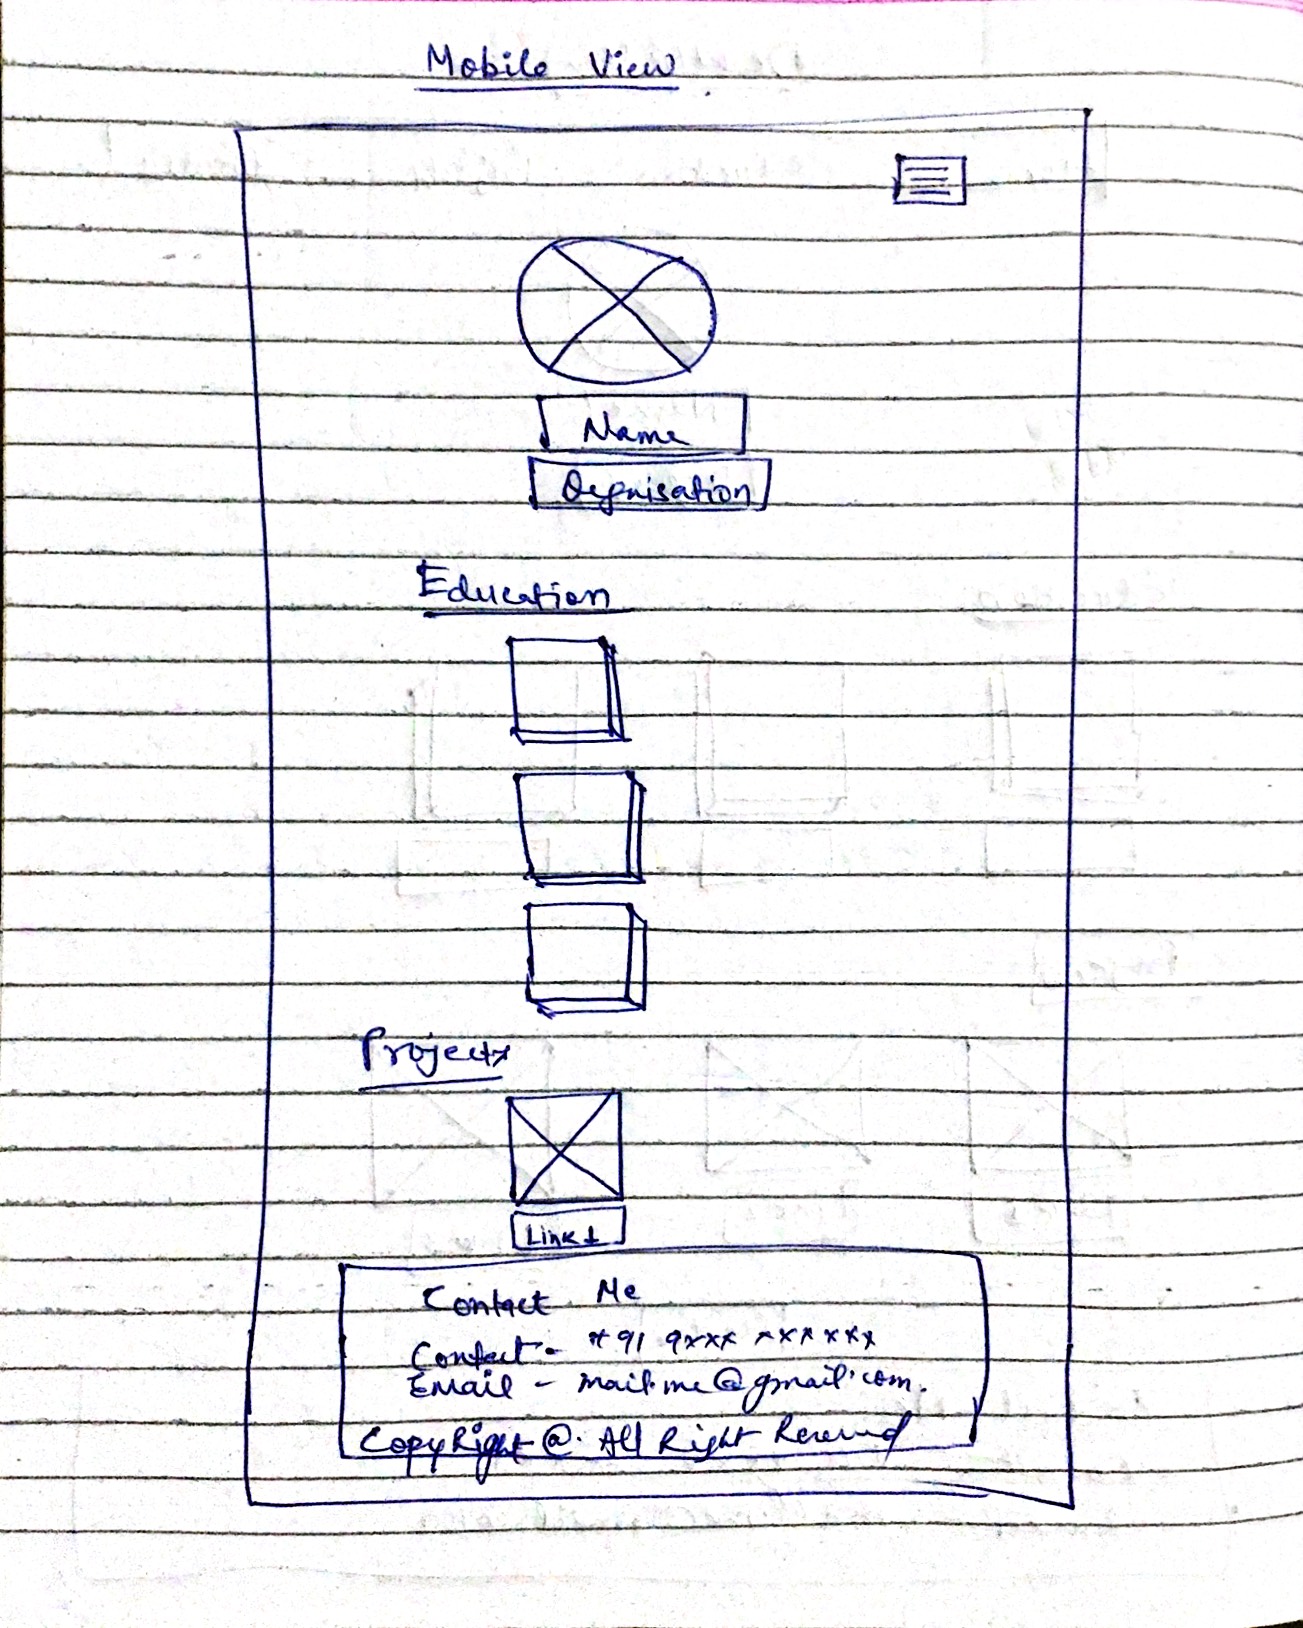 Mobile View
Name
Orgnisation
Education
Projects
Link 1
Contact Me
Contact - +91 9xxx xxxxxx
Email - mailme@gmail.com.
CopyRight @. All Right Reserved